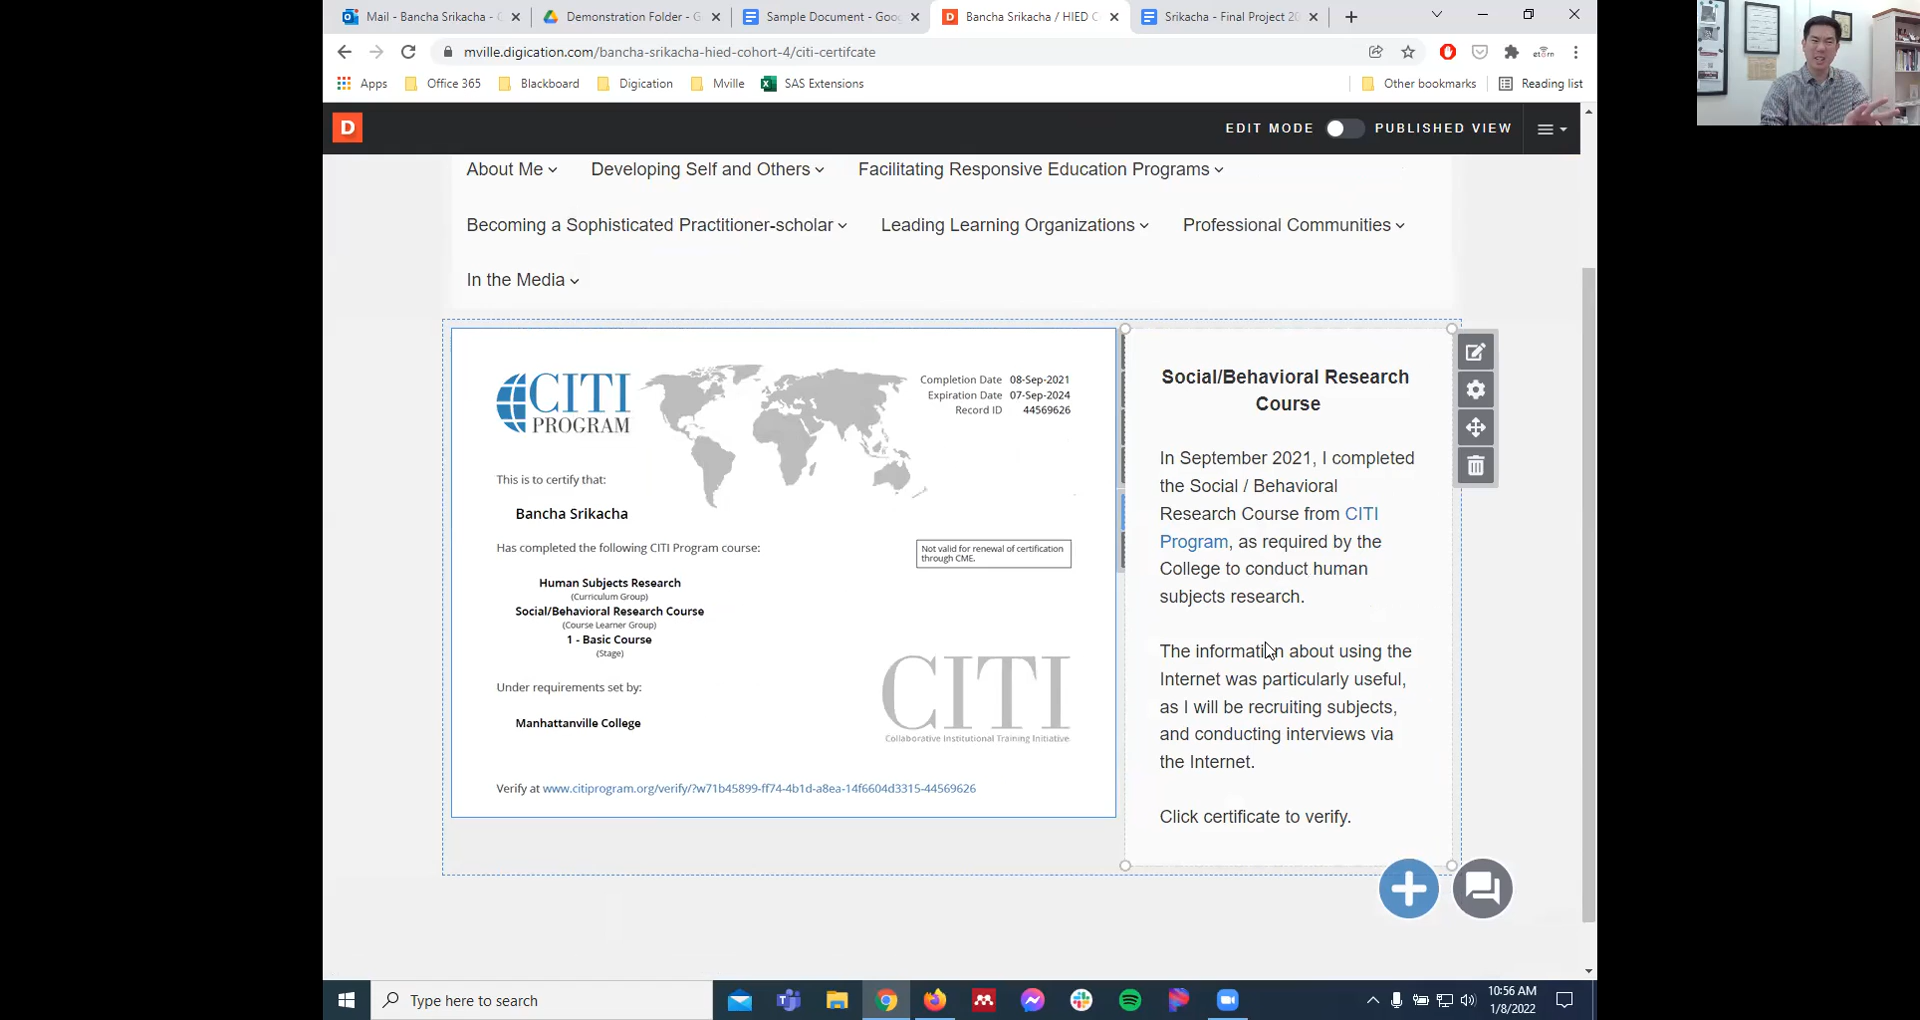 Mail - Bancha Srikacha - 
Demonstration Folder - G
Sample Document - Goog
Bancha Srikacha / HIED C
Srikacha - Final Project 20
mville.digication.com/bancha-srikacha-hied-cohort-4/citi-certifcate
Apps
Office 365
Blackboard
Digication
Mville
SAS Extensions
Other bookmarks
Reading list
D
EDIT MODE
PUBLISHED VIEW
About Me
Developing Self and Others
Facilitating Responsive Education Programs
Becoming a Sophisticated Practitioner-scholar
Leading Learning Organizations
Professional Communities
In the Media
CITI
PROGRAM
Completion Date 08-Sep-2021
Expiration Date 07-Sep-2024
Record ID 44569626
This is to certify that:
Bancha Srikacha
Has completed the following CITI Program course:
Not valid for renewal of certification
through CME.
Human Subjects Research
(Curriculum Group)
Social/Behavioral Research Course
(Course Learner Group)
1 - Basic Course
(Stage)
Under requirements set by:
Manhattanville College
CITI
Collaborative Institutional Training Initiative
Verify at www.citiprogram.org/verify/?w71b45899-ff74-4b1d-a8ea-14f6604d3315-44569626
Social/Behavioral Research
Course
In September 2021, I completed
the Social / Behavioral
Research Course from CITI
Program, as required by the
College to conduct human
subjects research.
The information about using the
Internet was particularly useful,
as I will be recruiting subjects,
and conducting interviews via
the Internet.
Click certificate to verify.
Type here to search
10:56 AM
1/8/2022